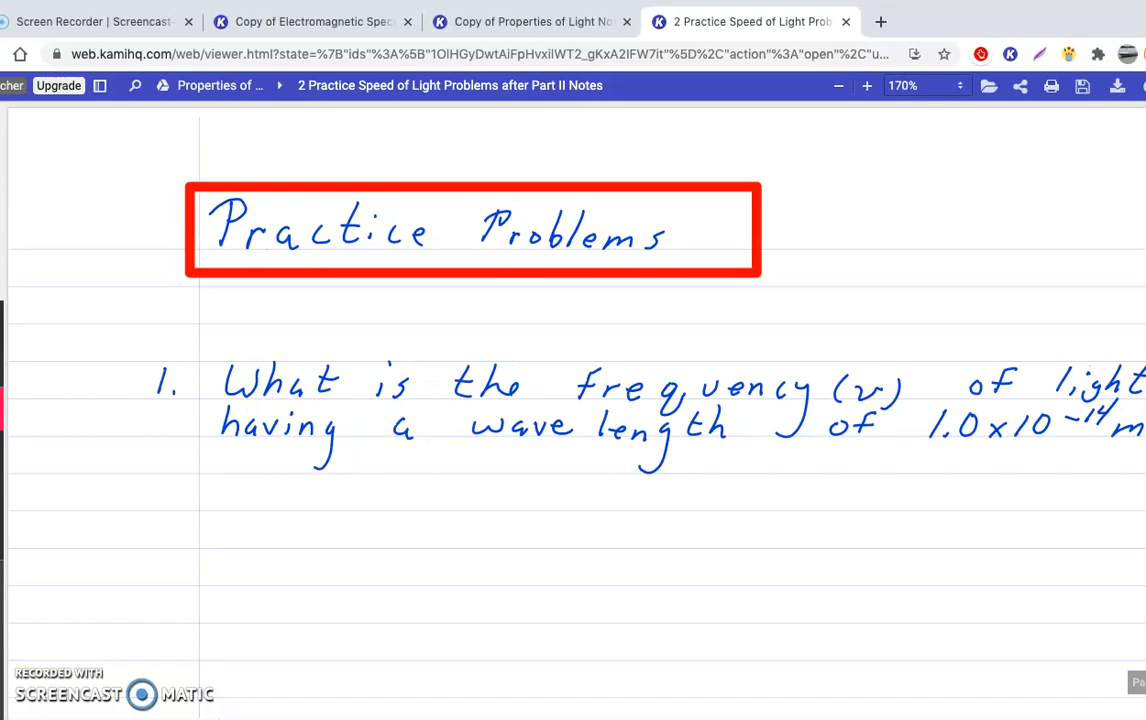 Screen Recorder | Screencast-
Copy of Electromagnetic Spec
Copy of Properties of Light No
2 Practice Speed of Light Prob
web.kamihq.com/web/viewer.html?state=%7B"ids"%3A%5B"1OlHGyDwtAiFpHvxilWT2_gKxA2IFW7it"%5D%2C"action"%3A"open"%2C"u...
cher Upgrade Properties of ... 2 Practice Speed of Light Problems after Part II Notes 170%
Practice Problems
1. What is the frequency (ν) of light
having a wavelength of 1.0x10⁻¹⁴m
RECORDED WITH
SCREENCAST MATIC
Pa